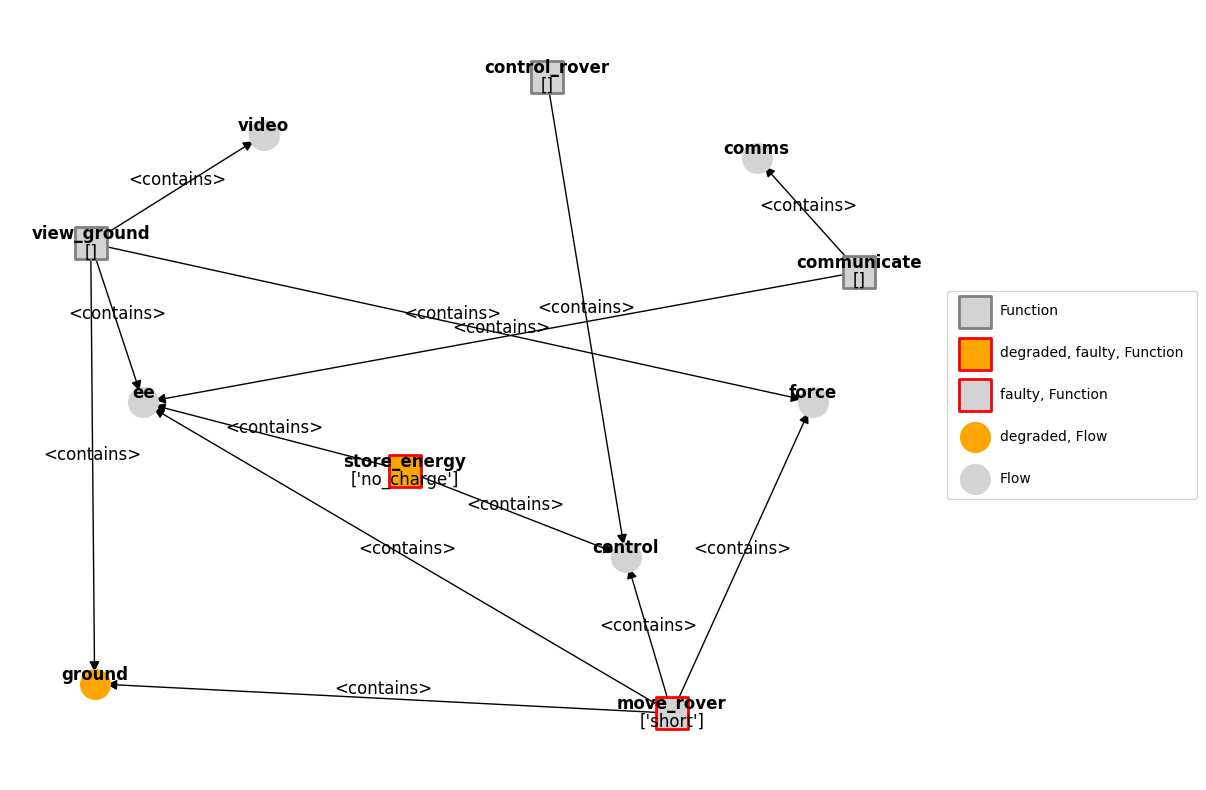 control_rover
[]
video
comms
<contains>
<contains>
view_ground
[]
communicate
[]
<contains>
<contains>
<contains>
<contains>
ee
force
<contains>
<contains>
store_energy
['no_charge']
<contains>
<contains>
control
<contains>
<contains>
ground
<contains>
move_rover
['short']
Function
degraded, faulty, Function
faulty, Function
degraded, Flow
Flow